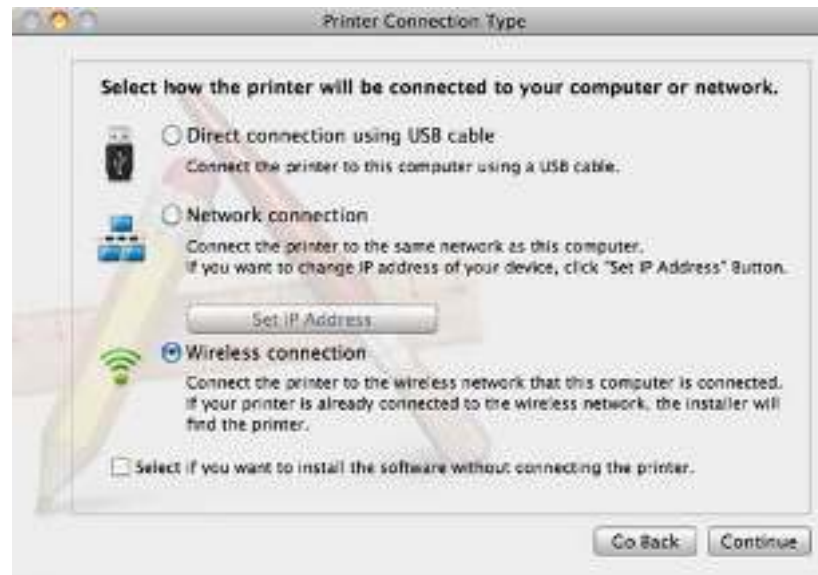 Printer Connection Type
Select how the printer will be connected to your computer or network.
Direct connection using USB cable
Connect the printer to this computer using a USB cable.
Network connection
Connect the printer to the same network as this computer.
If you want to change IP address of your device, click "Set IP Address" Button.
Set IP Address
Wireless connection
Connect the printer to the wireless network that this computer is connected.
If your printer is already connected to the wireless network, the installer will
find the printer.
Select if you want to install the software without connecting the printer.
Go Back
Continue